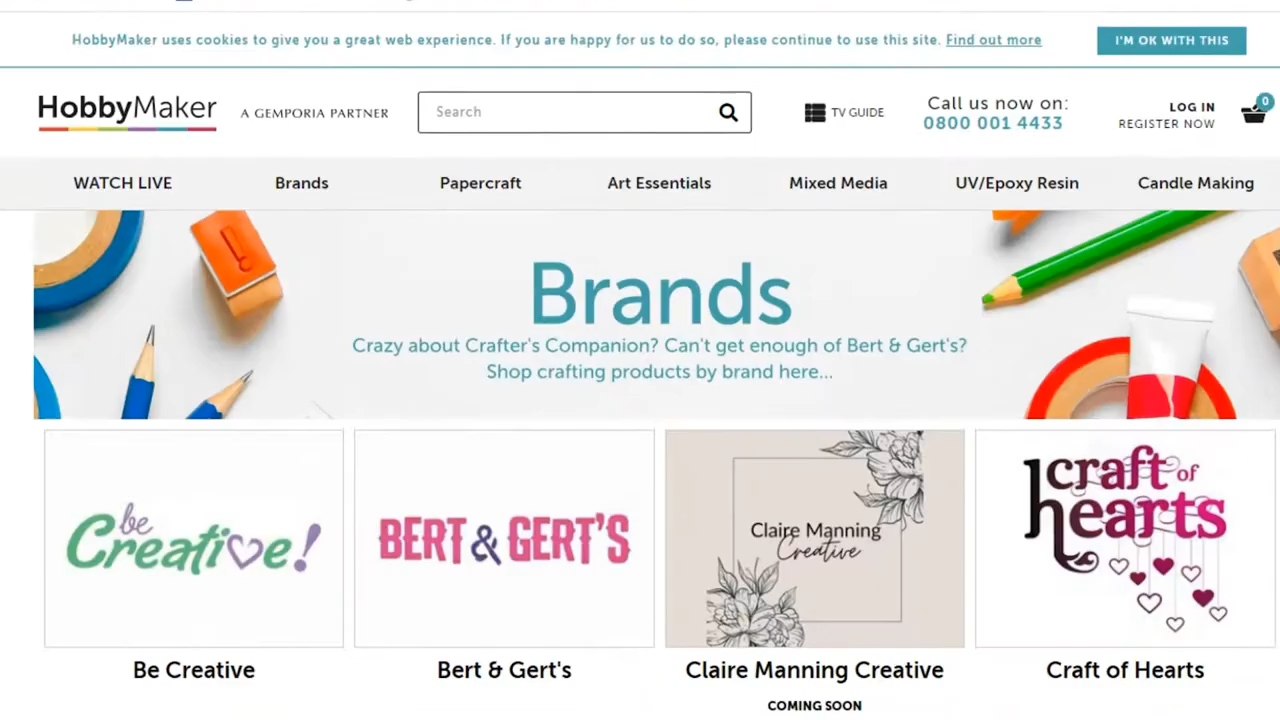 HobbyMaker uses cookies to give you a great web experience. If you are happy for us to do so, please continue to use this site. Find out more
I'M OK WITH THIS
HobbyMaker
A GEMPORIA PARTNER
Search
TV GUIDE
Call us now on:
0800 001 4433
LOG IN
REGISTER NOW
0
WATCH LIVE
Brands
Papercraft
Art Essentials
Mixed Media
UV/Epoxy Resin
Candle Making
Brands
Crazy about Crafter's Companion? Can't get enough of Bert & Gert's?
Shop crafting products by brand here...
be
Creative!
BERT & GERT'S
Claire Manning
Creative
craft of
hearts
Be Creative
Bert & Gert's
Claire Manning Creative
Craft of Hearts
COMING SOON